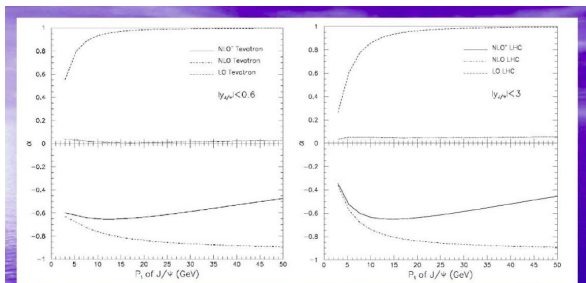 1
0.8
0.6
0.4
0.2
0
-0.2
-0.4
-0.6
-0.8
-1
α
NLO⁺ Tevatron
NLO Tevatron
LO Tevatron
|y_J/ψ|<0.6
0 5 10 15 20 25 30 35 40 45 50
Pₜ of J/Ψ (GeV)
1
0.8
0.6
0.4
0.2
0
-0.2
-0.4
-0.6
-0.8
-1
α
NLO⁺ LHC
NLO LHC
LO LHC
|y_J/ψ|<3
0 5 10 15 20 25 30 35 40 45 50
Pₜ of J/Ψ (GeV)